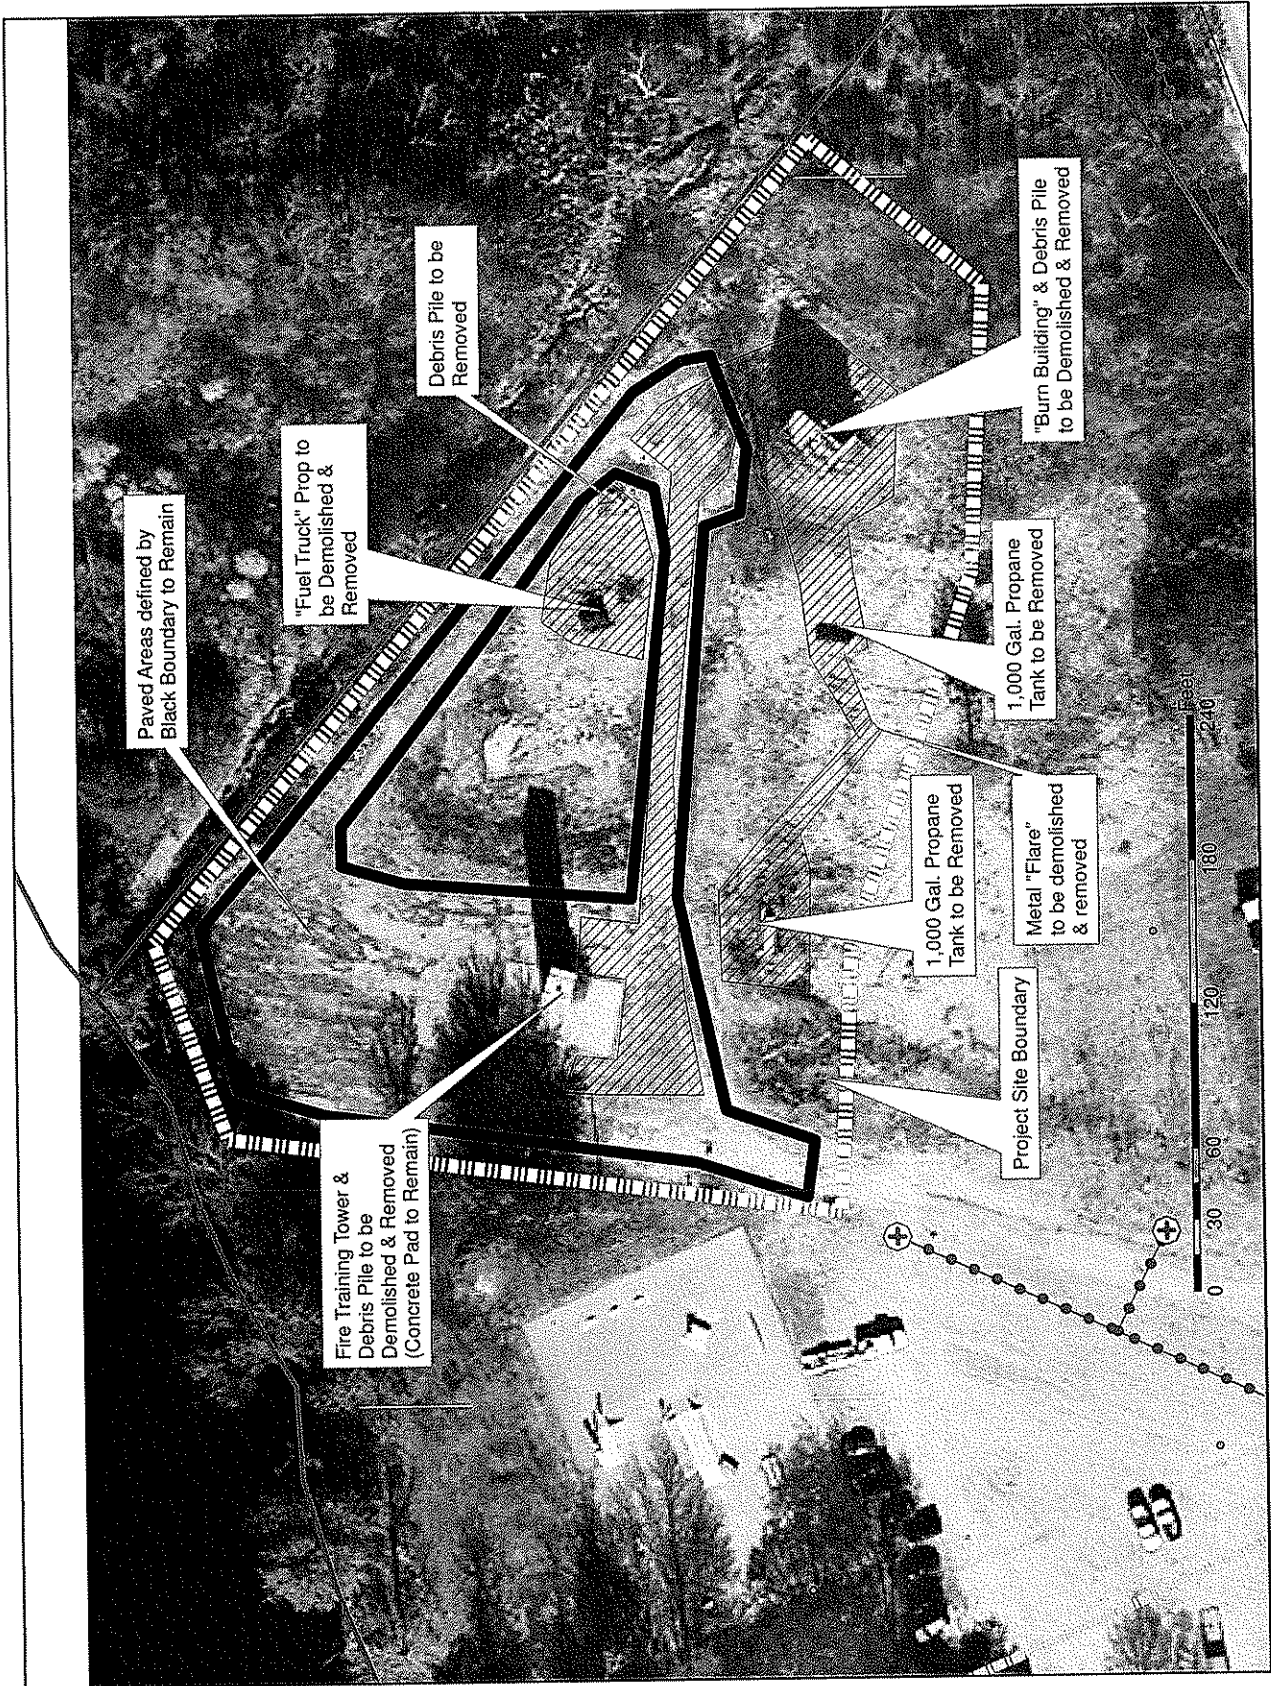 Paved Areas defined by
Black Boundary to Remain
"Fuel Truck" Prop to
be Demolished &
Removed
Debris Pile to be
Removed
Fire Training Tower &
Debris Pile to be
Demolished & Removed
(Concrete Pad to Remain)
"Burn Building" & Debris Pile
to be Demolished & Removed
1,000 Gal. Propane
Tank to be Removed
1,000 Gal. Propane
Tank to be Removed
Metal "Flare"
to be demolished
& removed
Project Site Boundary
0 30 60 120 180 240
Feet